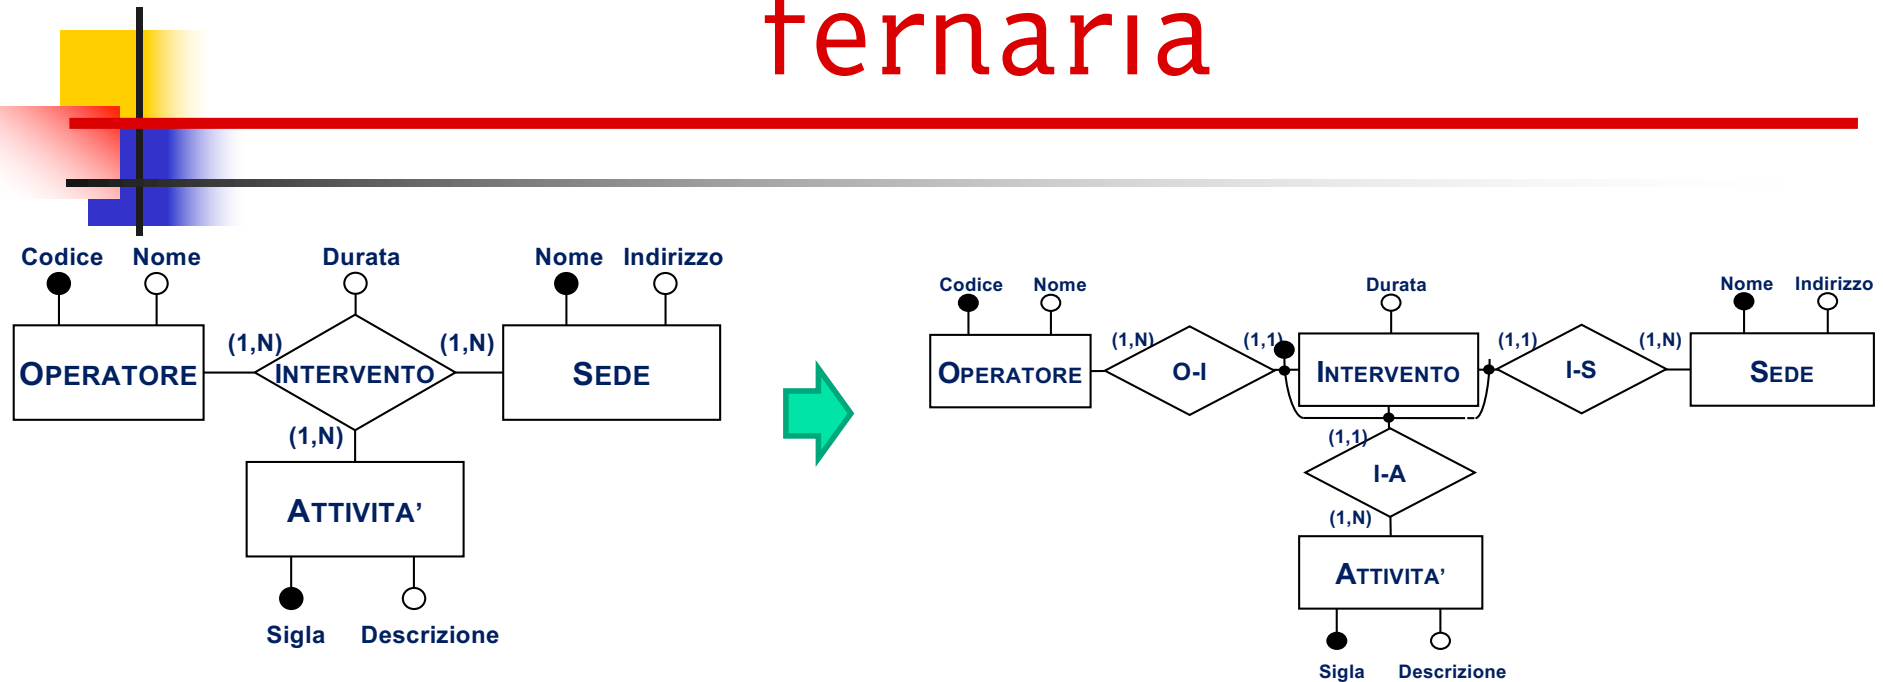 ternaria
Codice Nome Durata Nome Indirizzo
(1,N) (1,N)
OPERATORE INTERVENTO SEDE
(1,N)
ATTIVITA’
Sigla Descrizione
Codice Nome Durata Nome Indirizzo
(1,N) (1,1) (1,1) (1,N)
OPERATORE O-I INTERVENTO I-S SEDE
(1,1)
I-A
(1,N)
ATTIVITA’
Sigla Descrizione